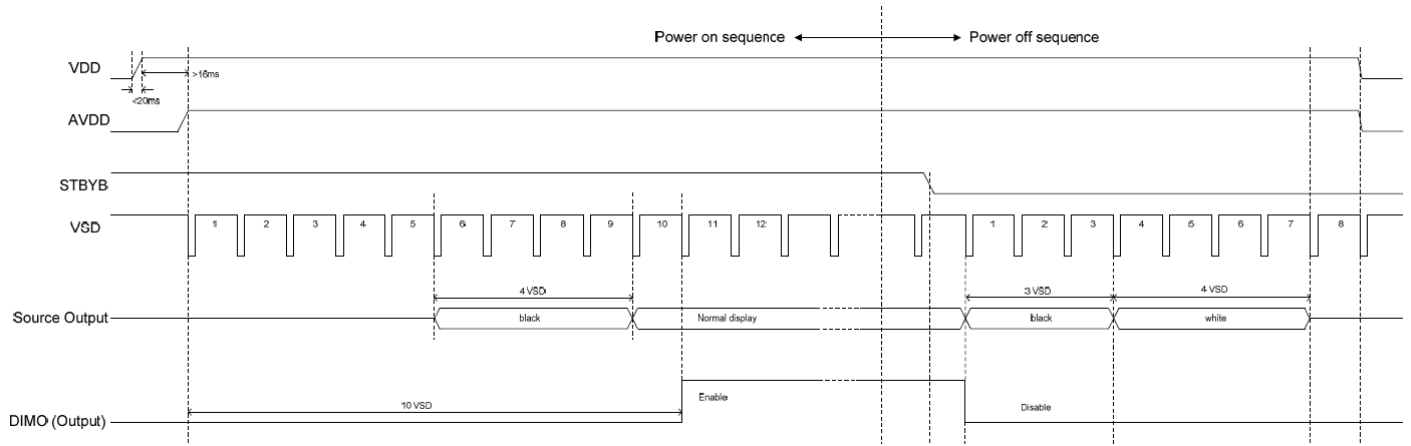 Power on sequence
Power off sequence
VDD
>16ms
<20ms
AVDD
STBYB
VSD
1 2 3 4 5 6 7 8 9 10 11 12 1 2 3 4 5 6 7 8
4 VSD 3 VSD 4 VSD
Source Output black Normal display black white
Enable
10 VSD Disable
DIMO (Output)